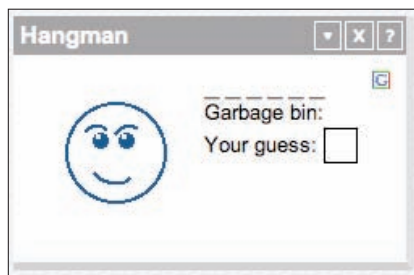 Hangman X ?
G
_ _ _ _ _ _
Garbage bin:
Your guess: